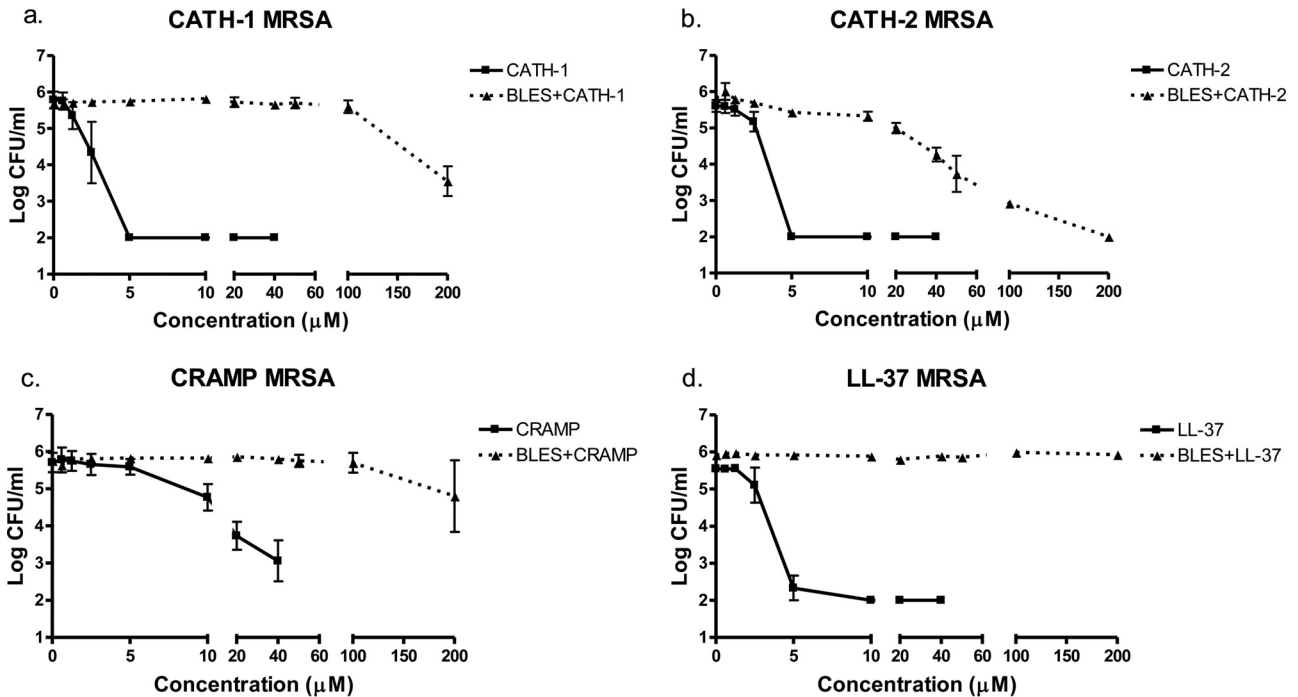 a.
CATH-1 MRSA
Log CFU/ml
7
6
5
4
3
2
1
0 5 10 20 40 60 100 150 200
Concentration (μM)
CATH-1
BLES+CATH-1
b.
CATH-2 MRSA
Log CFU/ml
7
6
5
4
3
2
1
0 5 10 20 40 60 100 150 200
Concentration (μM)
CATH-2
BLES+CATH-2
c.
CRAMP MRSA
Log CFU/ml
7
6
5
4
3
2
1
0 5 10 20 40 60 100 150 200
Concentration (μM)
CRAMP
BLES+CRAMP
d.
LL-37 MRSA
Log CFU/ml
7
6
5
4
3
2
1
0 5 10 20 40 60 100 150 200
Concentration (μM)
LL-37
BLES+LL-37